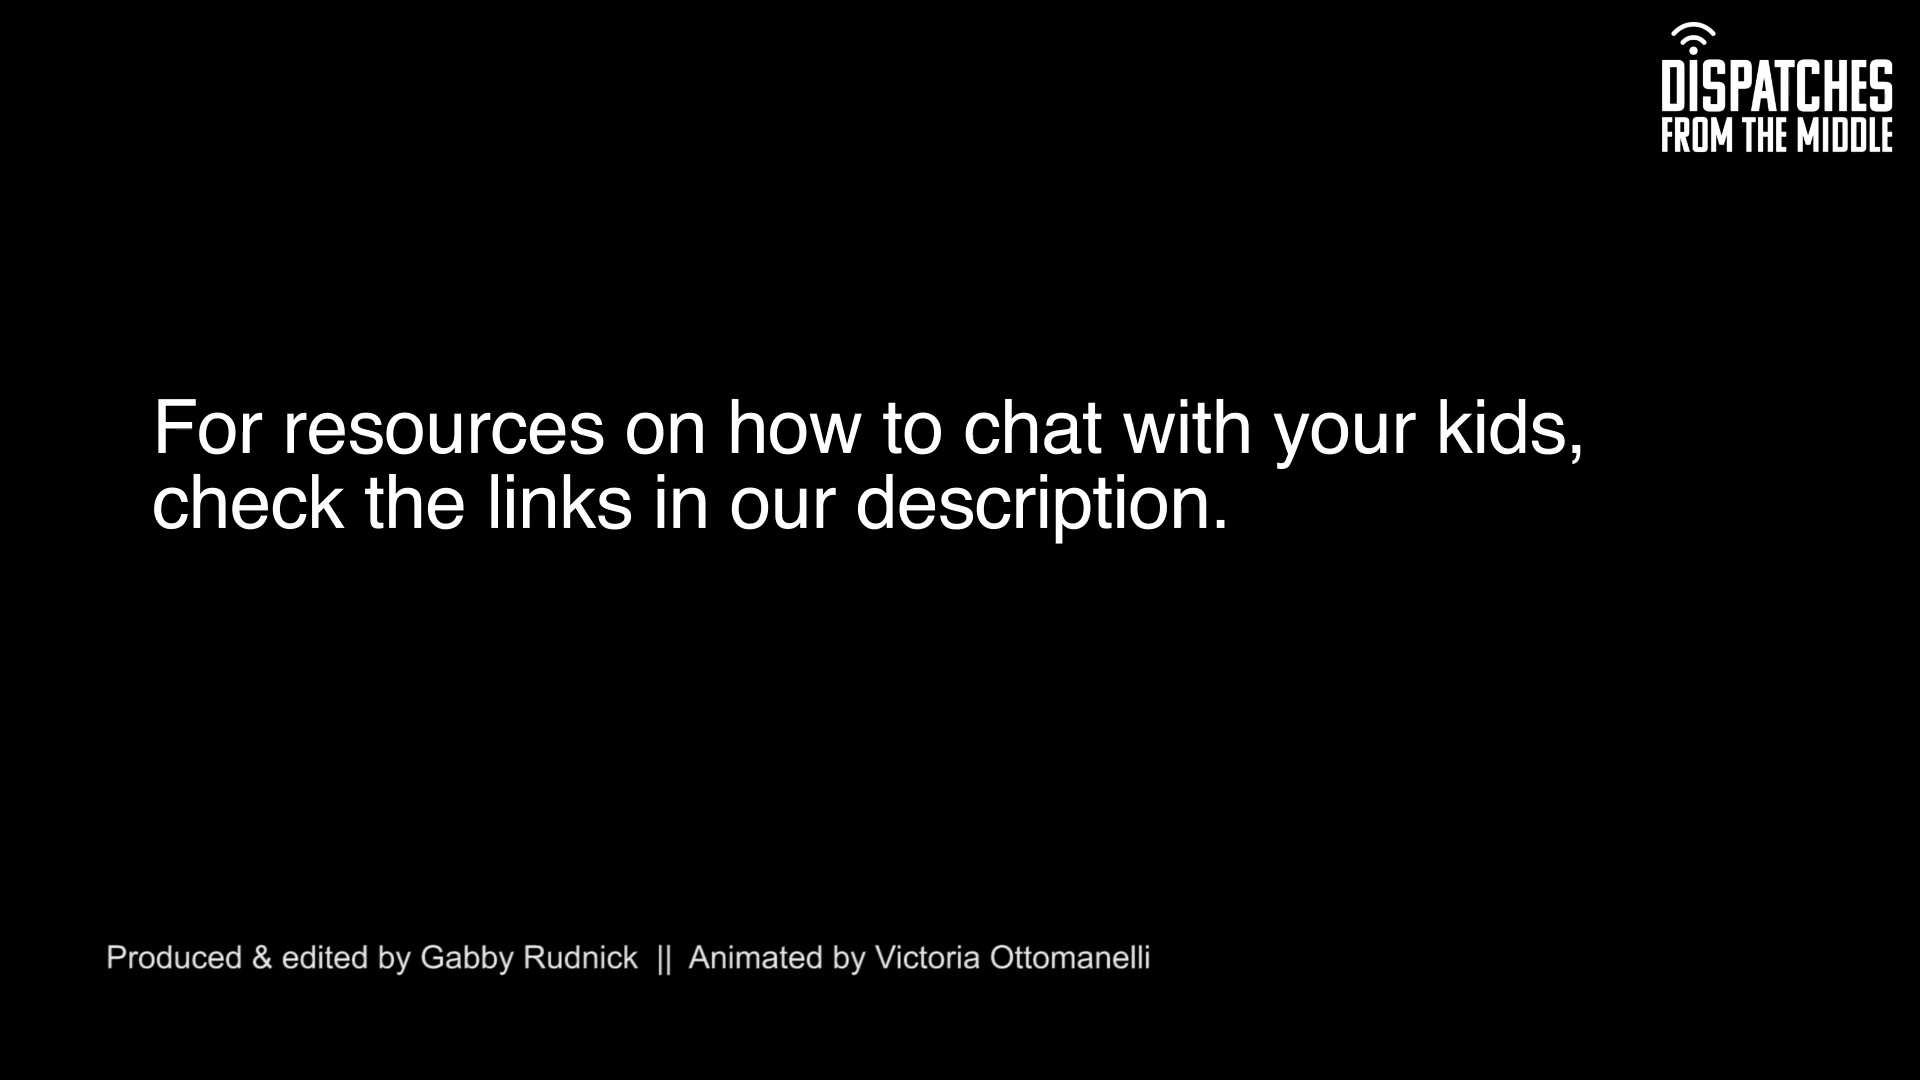 DISPATCHES
FROM THE MIDDLE
For resources on how to chat with your kids,
check the links in our description.
Produced & edited by Gabby Rudnick || Animated by Victoria Ottomanelli